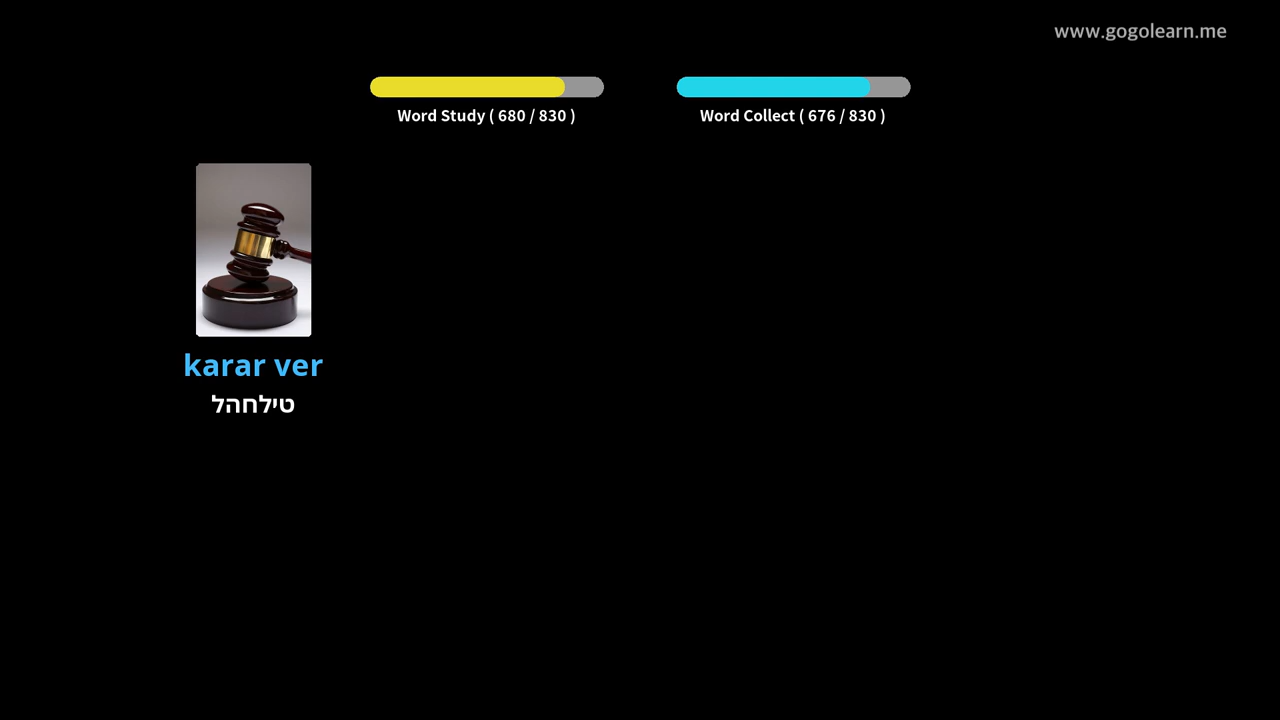 www.gogolearn.me
Word Study ( 680 / 830 )
Word Collect ( 676 / 830 )
karar ver
טילחהל